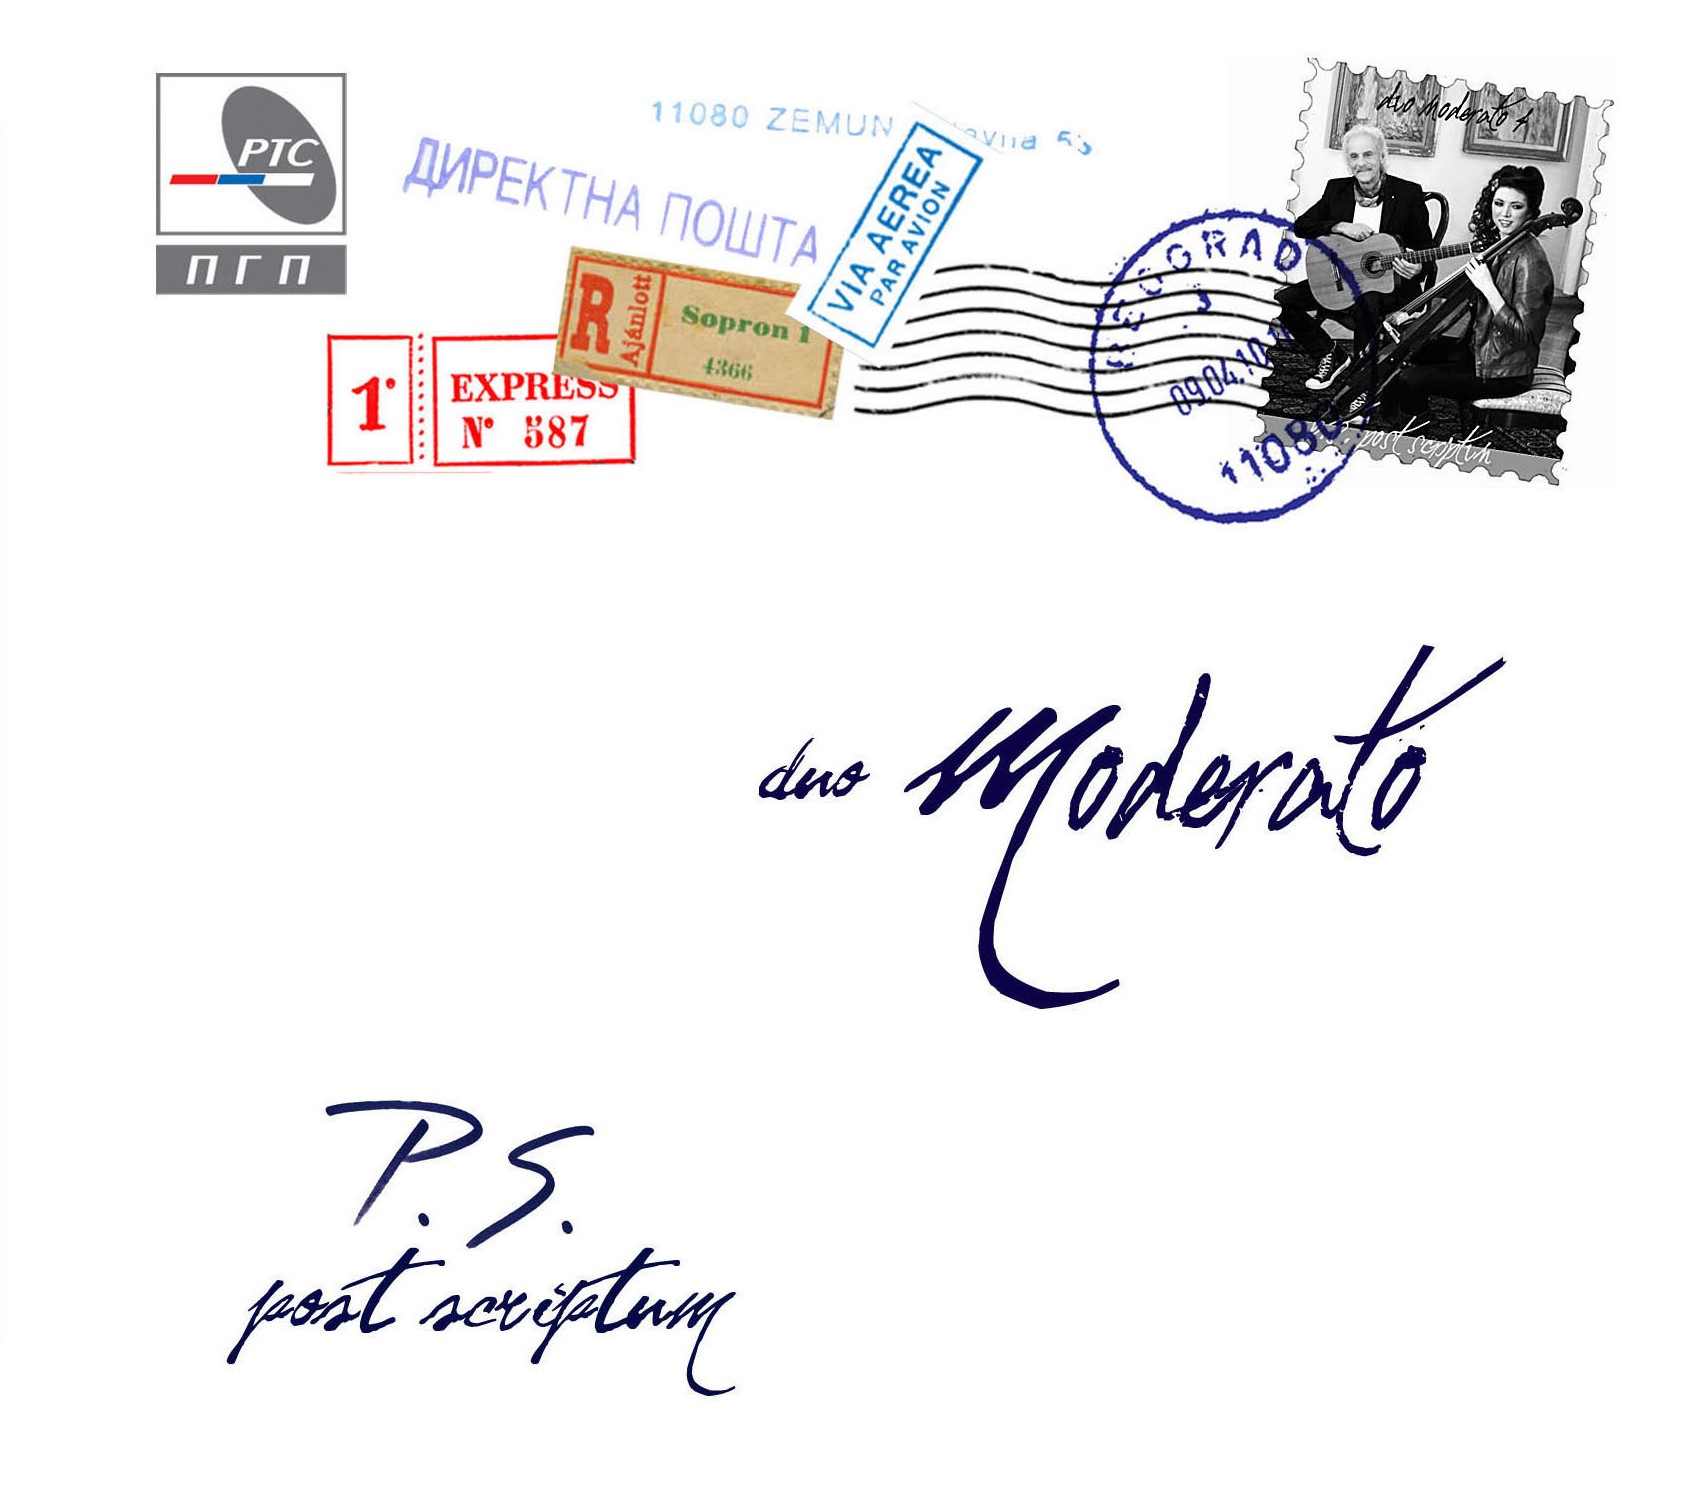 РТС
ПГП
11080 ZEMUN
ДИРЕКТНА ПОШТА
VIA AEREA
PAR AVION
R
Ajánlott
Sopron 1
4366
1°
EXPRESS
N° 587
11080
duo moderato
post scriptum
duo Moderato
P.S.
post scriptum